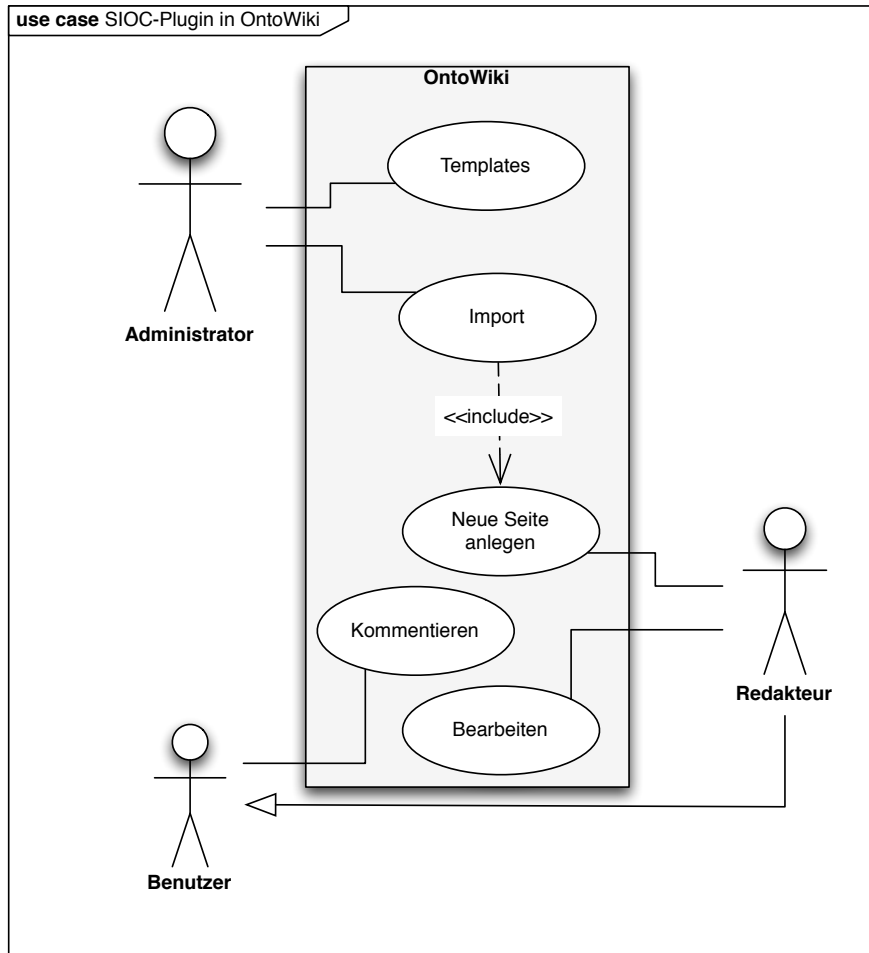 use case SIOC-Plugin in OntoWiki
OntoWiki
Templates
Administrator
Import
<<include>>
Neue Seite
anlegen
Kommentieren
Redakteur
Bearbeiten
Benutzer